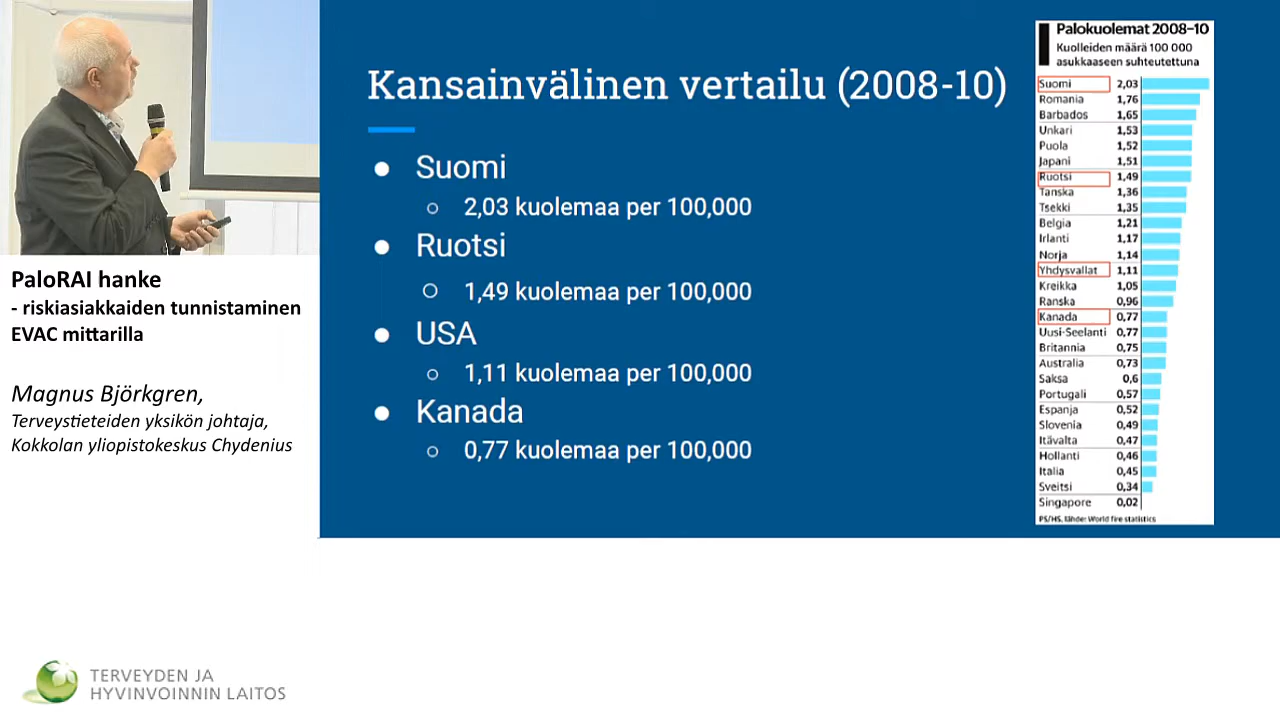 PaloRAI hanke
- riskiasiakkaiden tunnistaminen
EVAC mittarilla
Magnus Björkgren,
Terveystieteiden yksikön johtaja,
Kokkolan yliopistokeskus Chydenius
Kansainvälinen vertailu (2008-10)
Suomi
2,03 kuolemaa per 100,000
Ruotsi
1,49 kuolemaa per 100,000
USA
1,11 kuolemaa per 100,000
Kanada
0,77 kuolemaa per 100,000
Palokuolemat 2008–10
Kuolleiden määrä 100 000
asukkaaseen suhteutettuna
Suomi 2,03
Romania 1,76
Barbados 1,65
Unkari 1,53
Puola 1,52
Japani 1,51
Ruotsi 1,49
Tanska 1,36
Tsekki 1,35
Belgia 1,21
Irlanti 1,17
Norja 1,14
Yhdysvallat 1,11
Kreikka 1,05
Ranska 0,96
Kanada 0,77
Uusi-Seelanti 0,77
Britannia 0,75
Australia 0,73
Saksa 0,6
Portugali 0,57
Espanja 0,52
Slovenia 0,49
Itävalta 0,47
Hollanti 0,46
Italia 0,45
Sveitsi 0,34
Singapore 0,02
PS/HS, lähde: World fire statistics
TERVEYDEN JA
HYVINVOINNIN LAITOS